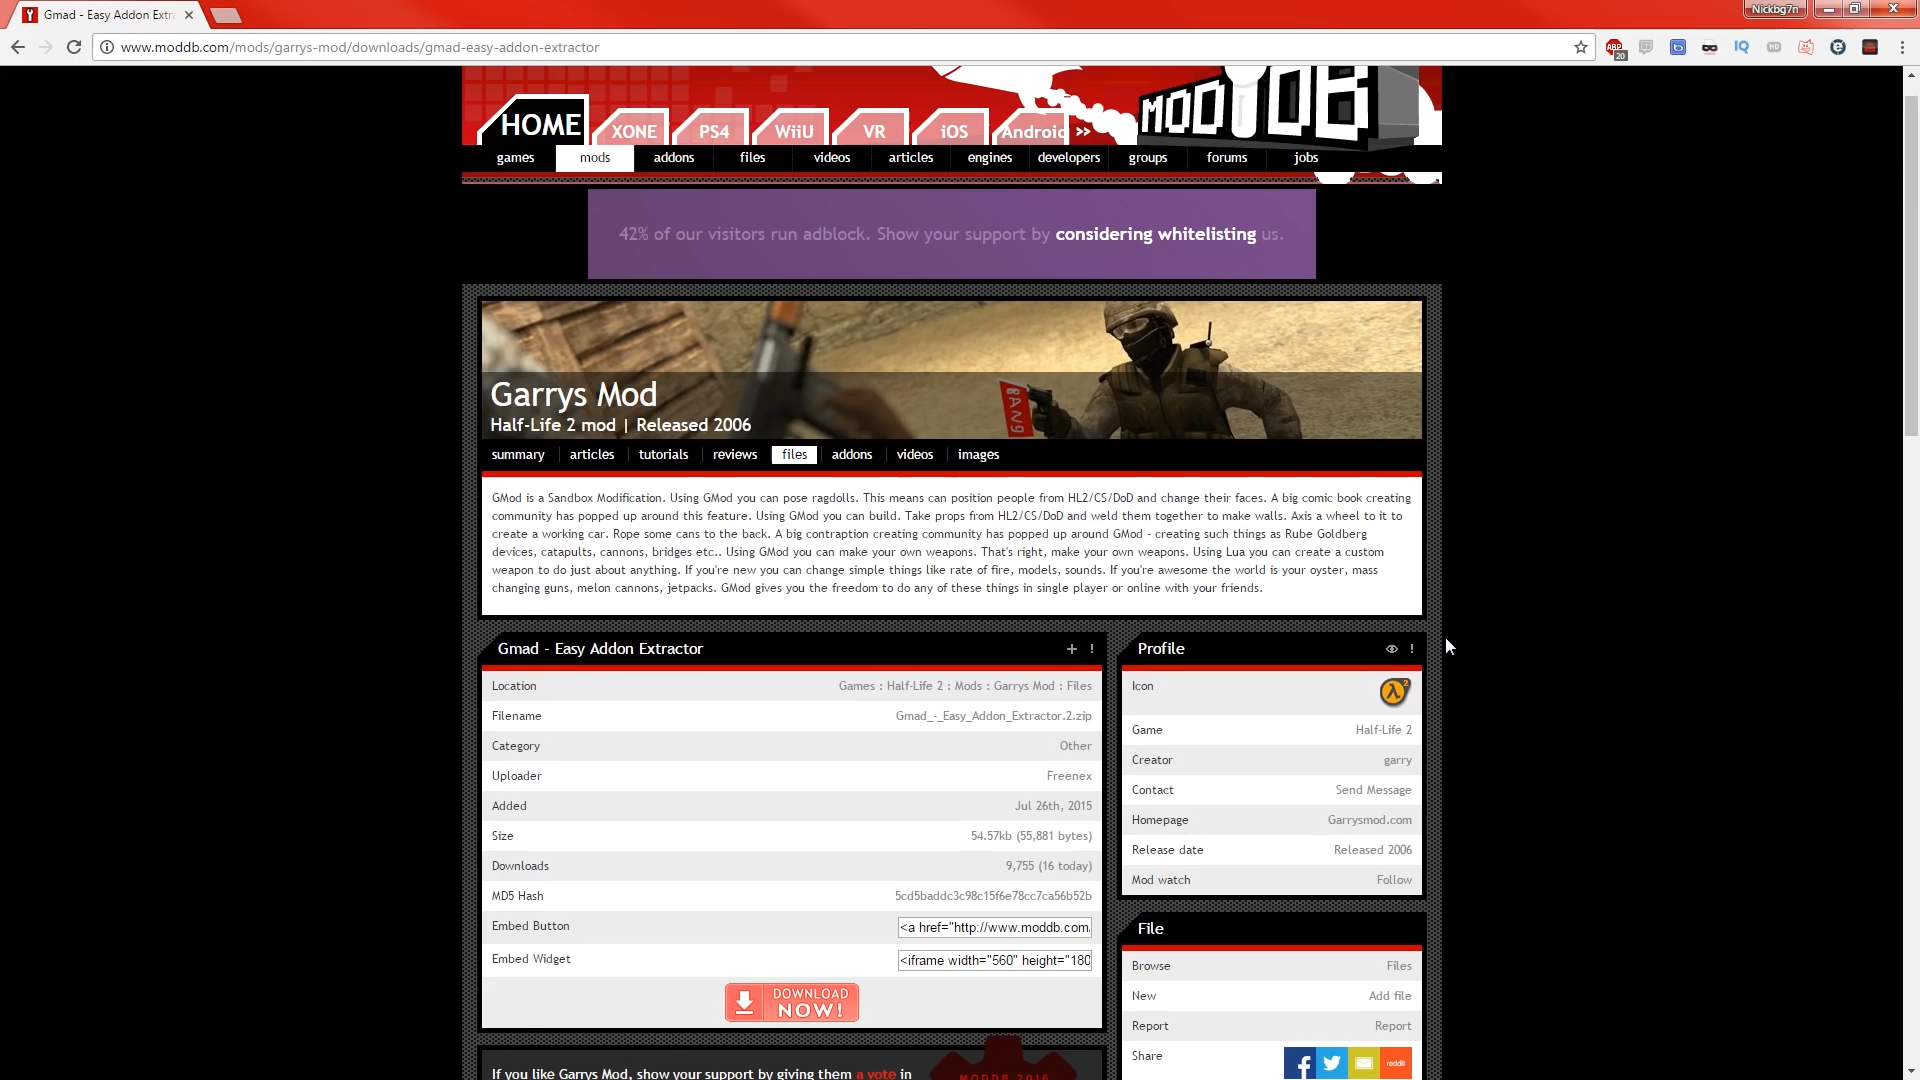 Gmad - Easy Addon Extr
Nickbg7n
www.moddb.com/mods/garrys-mod/downloads/gmad-easy-addon-extractor
ABP
20
IQ
HD
MODDB
HOME
XONE
PS4
WiiU
VR
iOS
Android
>>
games
mods
addons
files
videos
articles
engines
developers
groups
forums
jobs
42% of our visitors run adblock. Show your support by considering whitelisting us.
BANG
Garrys Mod
Half-Life 2 mod | Released 2006
summary
articles
tutorials
reviews
files
addons
videos
images
GMod is a Sandbox Modification. Using GMod you can pose ragdolls. This means can position people from HL2/CS/DoD and change their faces. A big comic book creating
community has popped up around this feature. Using GMod you can build. Take props from HL2/CS/DoD and weld them together to make walls. Axis a wheel to it to
create a working car. Rope some cans to the back. A big contraption creating community has popped up around GMod - creating such things as Rube Goldberg
devices, catapults, cannons, bridges etc.. Using GMod you can make your own weapons. That's right, make your own weapons. Using Lua you can create a custom
weapon to do just about anything. If you're new you can change simple things like rate of fire, models, sounds. If you're awesome the world is your oyster, mass
changing guns, melon cannons, jetpacks. GMod gives you the freedom to do any of these things in single player or online with your friends.
Gmad - Easy Addon Extractor
+ !
Location
Games : Half-Life 2 : Mods : Garrys Mod : Files
Filename
Gmad_-_Easy_Addon_Extractor.2.zip
Category
Other
Uploader
Freenex
Added
Jul 26th, 2015
Size
54.57kb (55,881 bytes)
Downloads
9,755 (16 today)
MD5 Hash
5cd5baddc3c98c15f6e78cc7ca56b52b
Embed Button
<a href="http://www.moddb.com/
Embed Widget
<iframe width="560" height="180
DOWNLOAD
NOW!
If you like Garrys Mod, show your support by giving them a vote in
MODDB 2016
Profile
!
Icon
λ2
Game
Half-Life 2
Creator
garry
Contact
Send Message
Homepage
Garrysmod.com
Release date
Released 2006
Mod watch
Follow
File
Browse
Files
New
Add file
Report
Report
Share
reddit